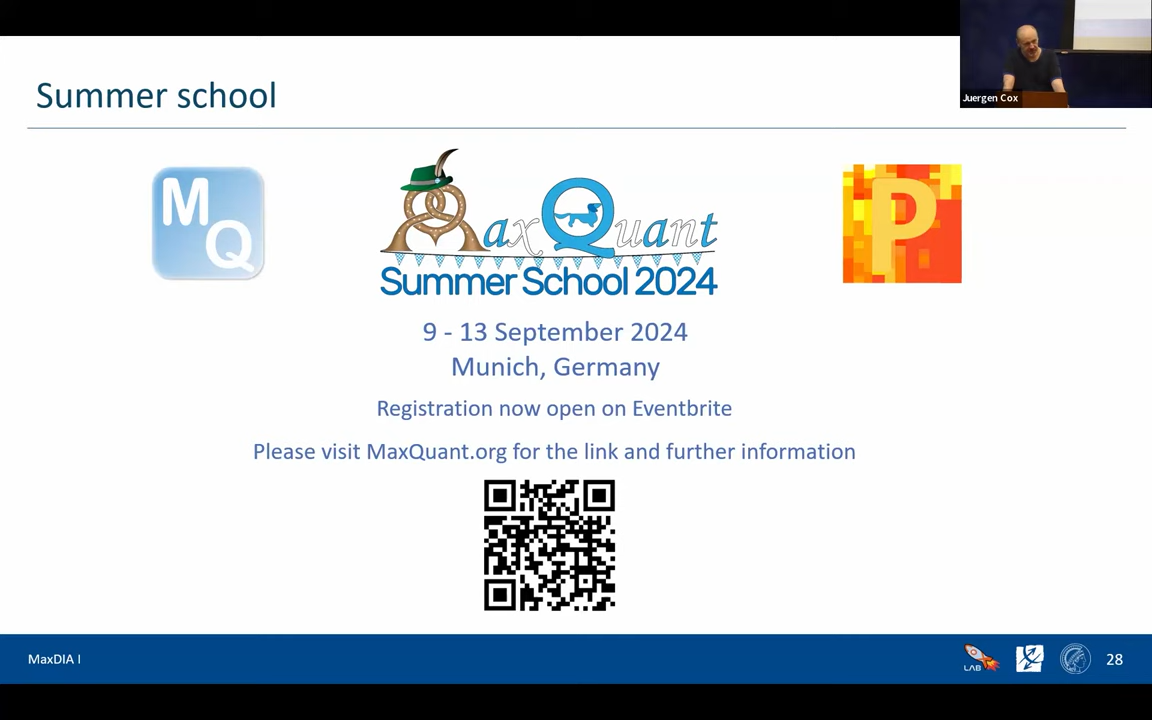 Juergen Cox
Summer school
MQ
MaxQuant
Summer School 2024
P
9 - 13 September 2024
Munich, Germany
Registration now open on Eventbrite
Please visit MaxQuant.org for the link and further information
MaxDIA I
LAB
28